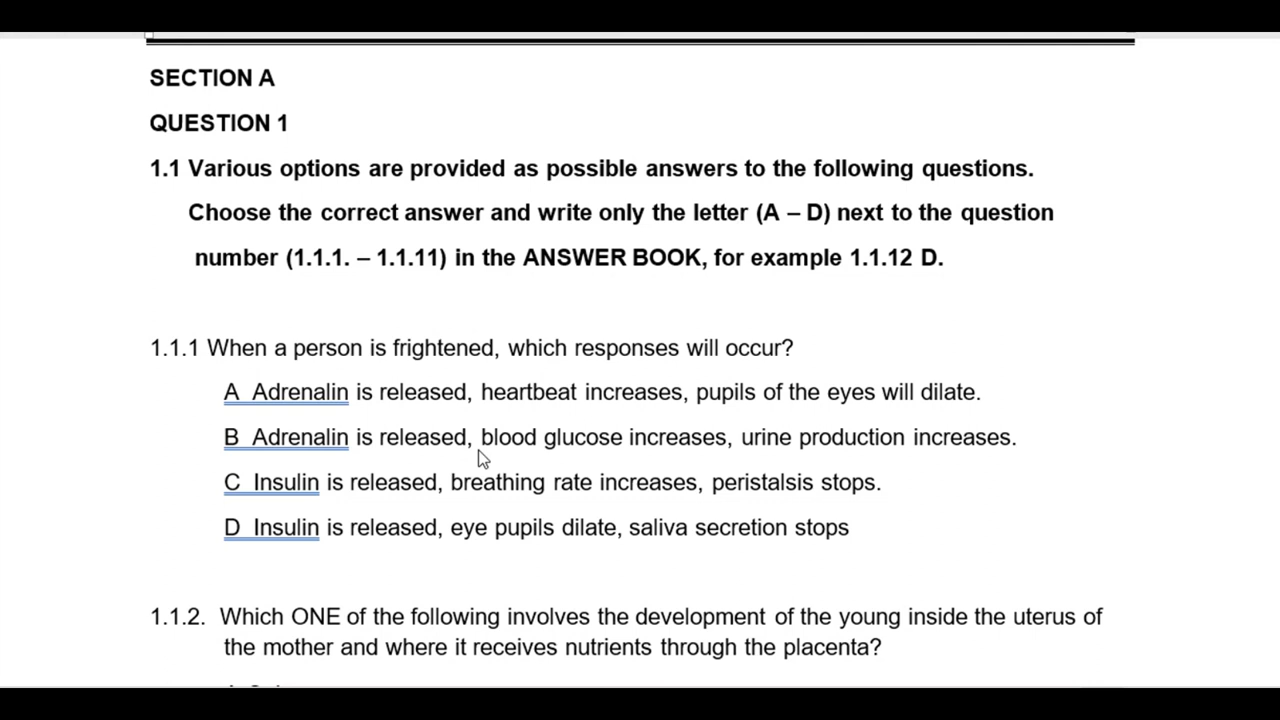 SECTION A
QUESTION 1
1.1 Various options are provided as possible answers to the following questions.
Choose the correct answer and write only the letter (A – D) next to the question
number (1.1.1. – 1.1.11) in the ANSWER BOOK, for example 1.1.12 D.
1.1.1 When a person is frightened, which responses will occur?
A Adrenalin is released, heartbeat increases, pupils of the eyes will dilate.
B Adrenalin is released, blood glucose increases, urine production increases.
C Insulin is released, breathing rate increases, peristalsis stops.
D Insulin is released, eye pupils dilate, saliva secretion stops
1.1.2. Which ONE of the following involves the development of the young inside the uterus of
the mother and where it receives nutrients through the placenta?